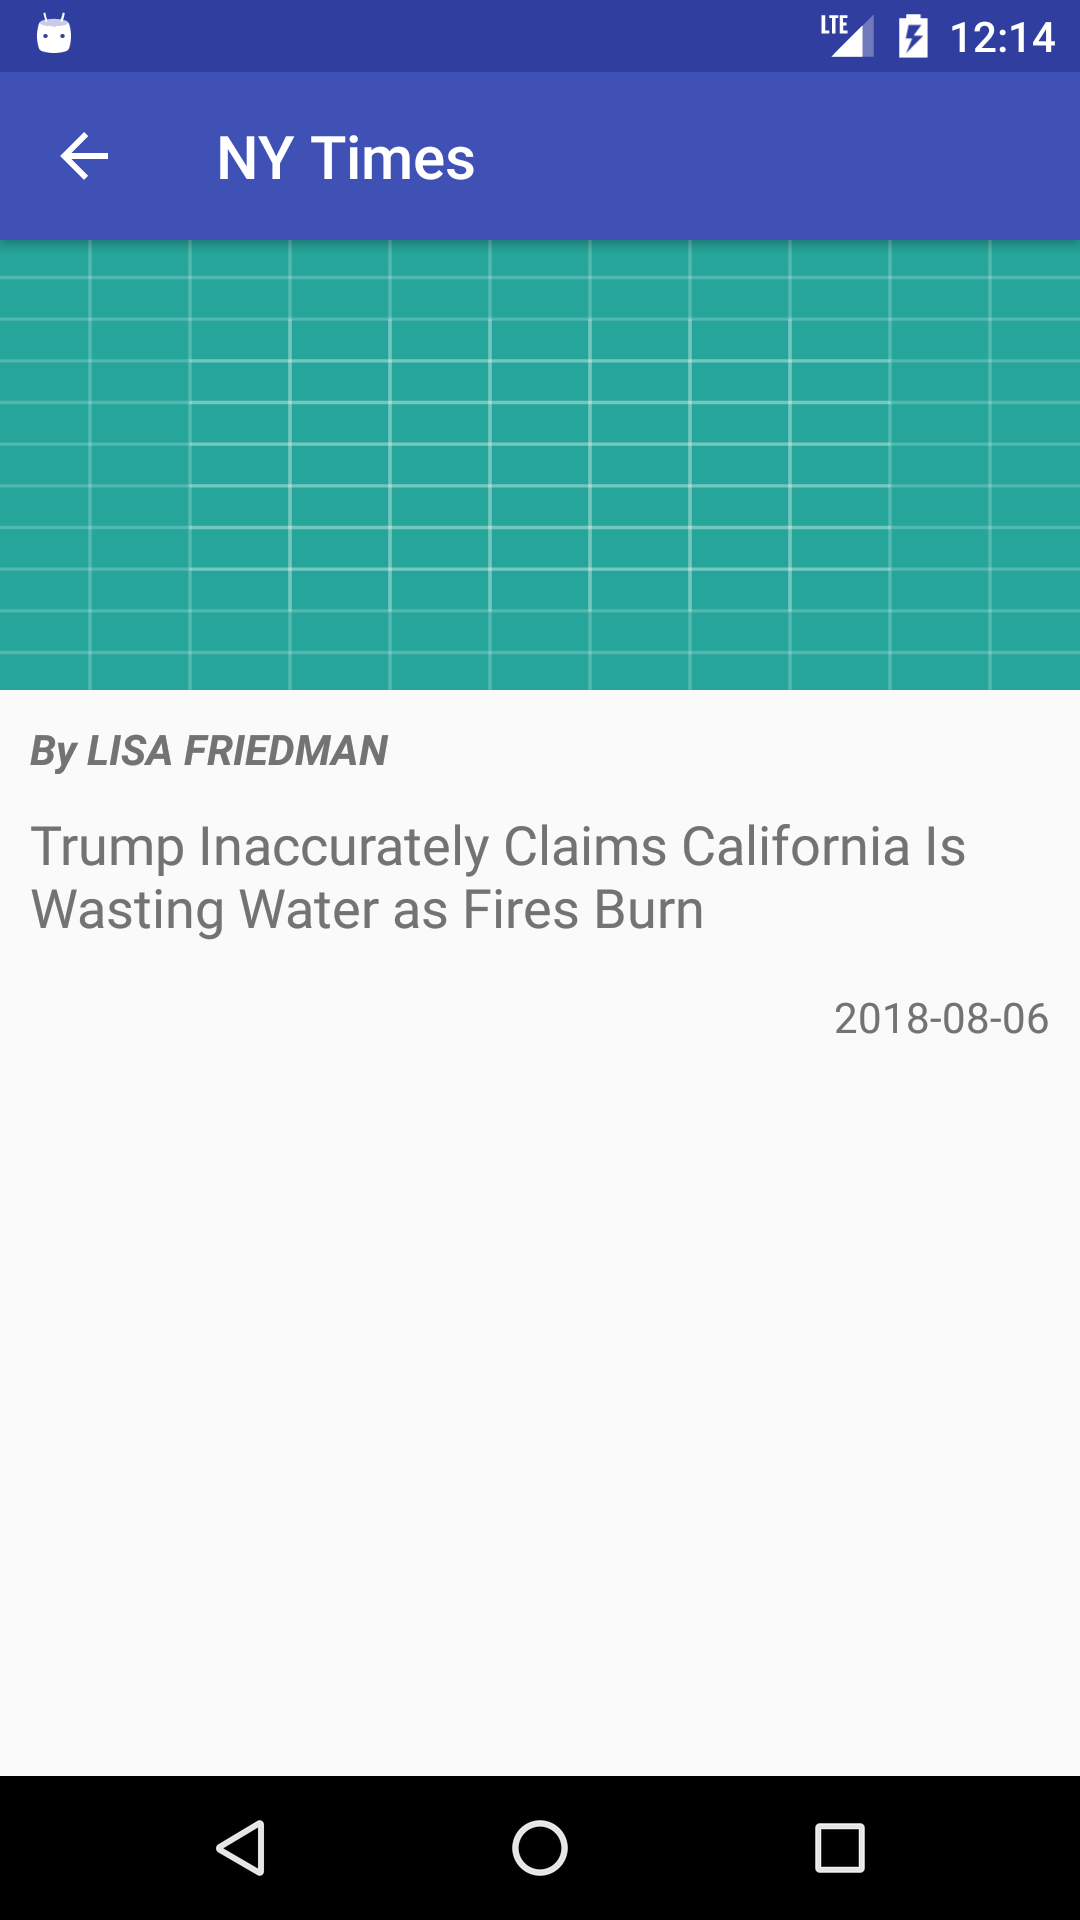 LTE 12:14
NY Times
By LISA FRIEDMAN
Trump Inaccurately Claims California Is
Wasting Water as Fires Burn
2018-08-06